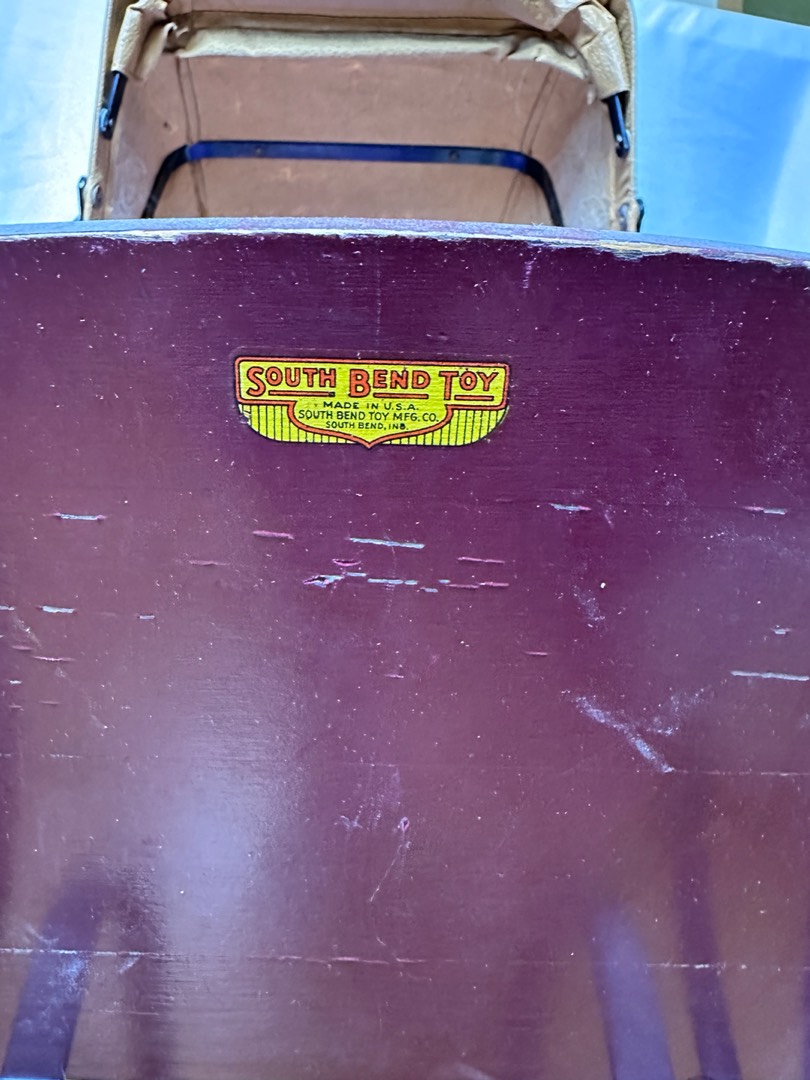 SOUTH BEND TOY
MADE IN U.S.A.
SOUTH BEND TOY MFG. CO.
SOUTH BEND, IND.